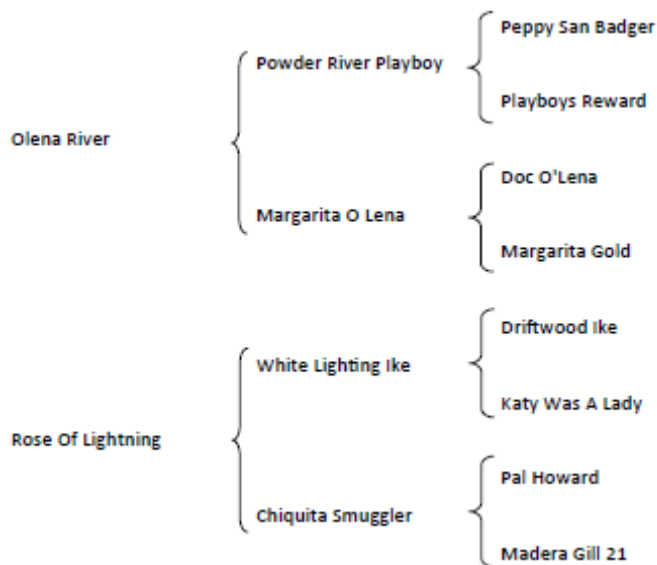 Peppy San Badger
Powder River Playboy
Playboys Reward
Olena River
Doc O'Lena
Margarita O Lena
Margarita Gold
Driftwood Ike
White Lighting Ike
Katy Was A Lady
Rose Of Lightning
Pal Howard
Chiquita Smuggler
Madera Gill 21